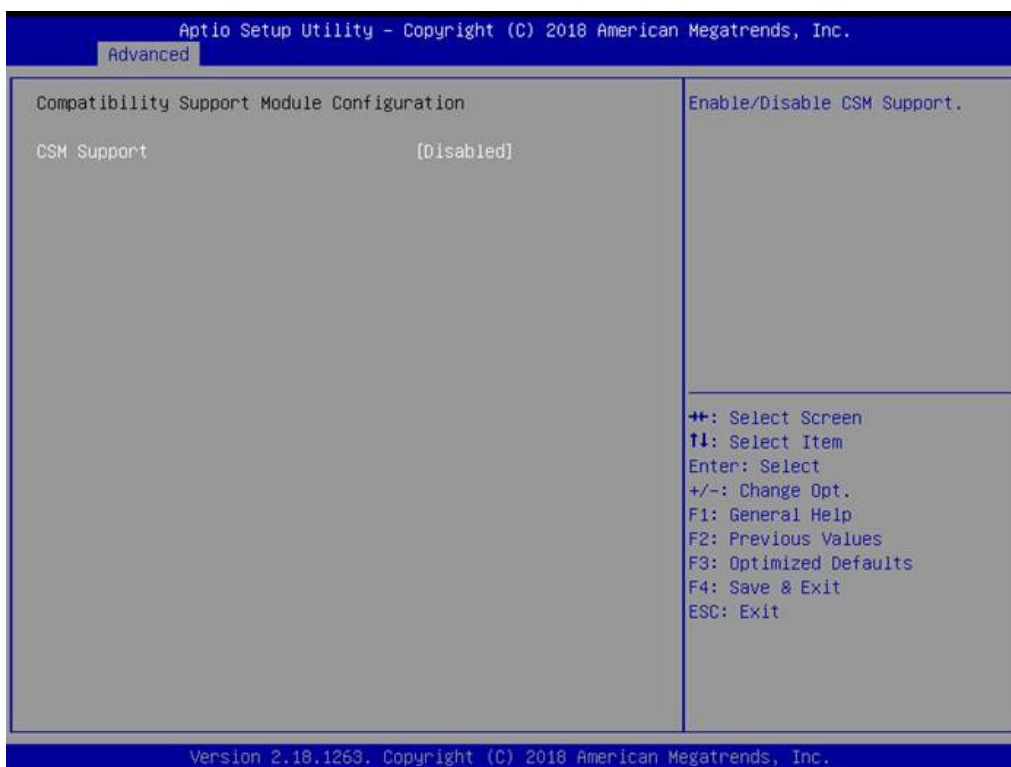 Aptio Setup Utility – Copyright (C) 2018 American Megatrends, Inc.
Advanced
Compatibility Support Module Configuration
CSM Support [Disabled]
Enable/Disable CSM Support.
→←: Select Screen
↑↓: Select Item
Enter: Select
+/-: Change Opt.
F1: General Help
F2: Previous Values
F3: Optimized Defaults
F4: Save & Exit
ESC: Exit
Version 2.18.1263. Copyright (C) 2018 American Megatrends, Inc.